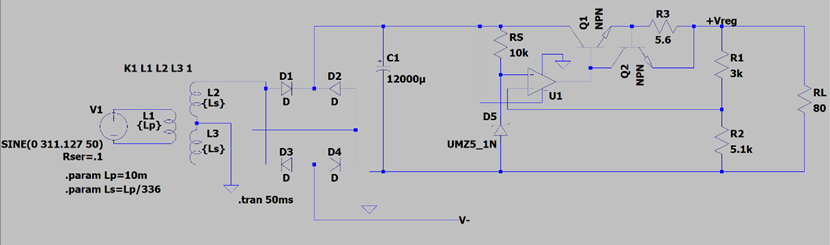 Q1
NPN
R3
5.6
+Vreg
RS
10k
K1 L1 L2 L3 1
D1
D
D2
D
C1
12000µ
U1
Q2
NPN
R1
3k
L2
{Ls}
V1
L1
{Lp}
RL
80
D5
UMZ5_1N
SINE(0 311.127 50)
Rser=.1
L3
{Ls}
D3
D
D4
D
R2
5.1k
.param Lp=10m
.param Ls=Lp/336
.tran 50ms
V-